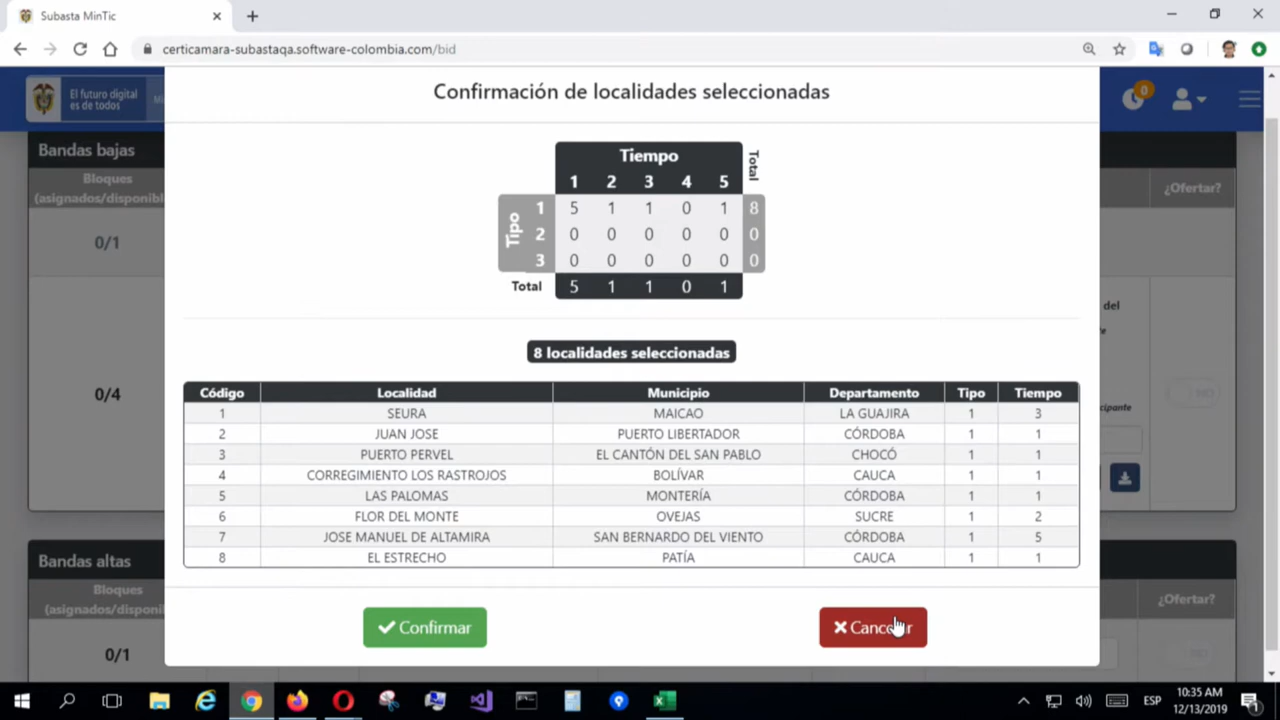 Subasta MinTic
certicamara-subastaqa.software-colombia.com/bid
El futuro digital
es de todos
0
Confirmación de localidades seleccionadas
Tiempo
Total
1 2 3 4 5
Tipo
1 5 1 1 0 1 8
2 0 0 0 0 0 0
3 0 0 0 0 0 0
Total 5 1 1 0 1
8 localidades seleccionadas
Código Localidad Municipio Departamento Tipo Tiempo
1 SEURA MAICAO LA GUAJIRA 1 3
2 JUAN JOSE PUERTO LIBERTADOR CÓRDOBA 1 1
3 PUERTO PERVEL EL CANTÓN DEL SAN PABLO CHOCÓ 1 1
4 CORREGIMIENTO LOS RASTROJOS BOLÍVAR CAUCA 1 1
5 LAS PALOMAS MONTERÍA CÓRDOBA 1 1
6 FLOR DEL MONTE OVEJAS SUCRE 1 2
7 JOSE MANUEL DE ALTAMIRA SAN BERNARDO DEL VIENTO CÓRDOBA 1 5
8 EL ESTRECHO PATÍA CAUCA 1 1
Confirmar
Bandas bajas
Bloques
¿Ofertar?
0/1
del
0/4
Bandas altas
Bloques
¿Ofertar?
0/1
ESP
10:35 AM
12/13/2019
1